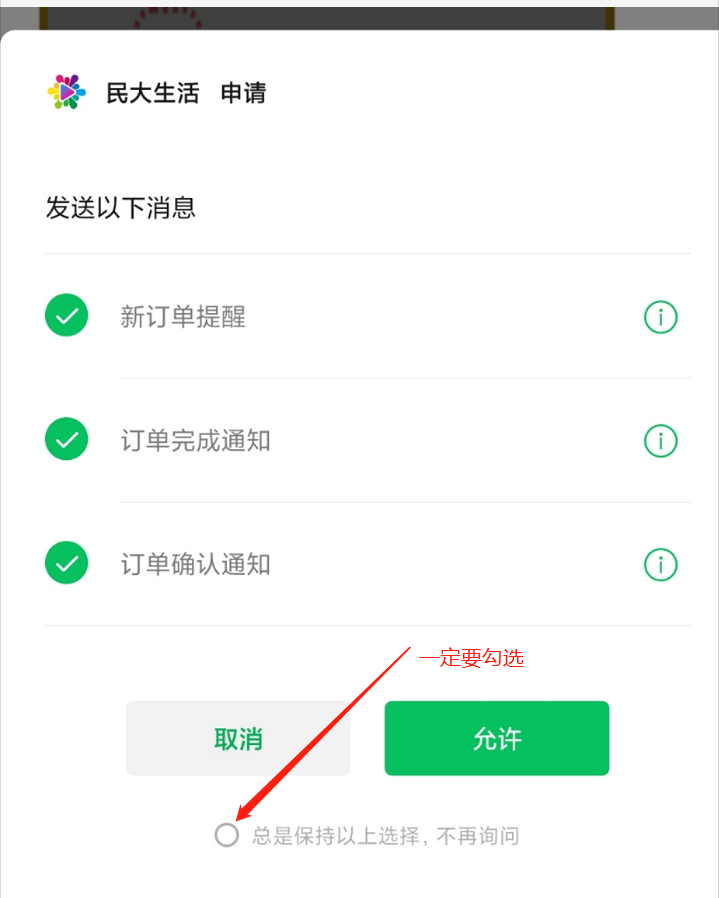 民大生活 申请
发送以下消息
新订单提醒
订单完成通知
订单确认通知
一定要勾选
取消
允许
总是保持以上选择，不再询问